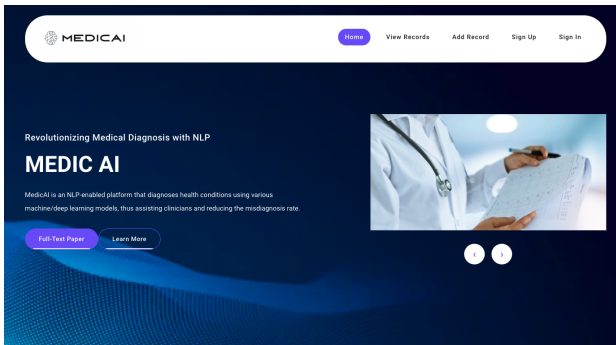 MEDICAI
Home View Records Add Record Sign Up Sign In
Revolutionizing Medical Diagnosis with NLP
MEDIC AI
MedicAI is an NLP-enabled platform that diagnoses health conditions using various
machine/deep learning models, thus assisting clinicians and reducing the misdiagnosis rate.
Full-Text Paper Learn More